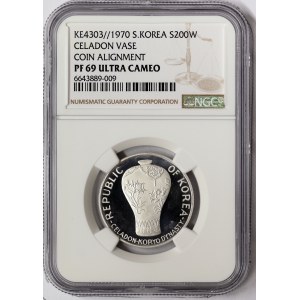 KE4303//1970 S.KOREA S200W
CELADON VASE
COIN ALIGNMENT
PF 69 ULTRA CAMEO
6643889-009
NUMISMATIC GUARANTY CORPORATION
NGC
REPUBLIC OF KOREA
CELADON-KORYO DYNASTY